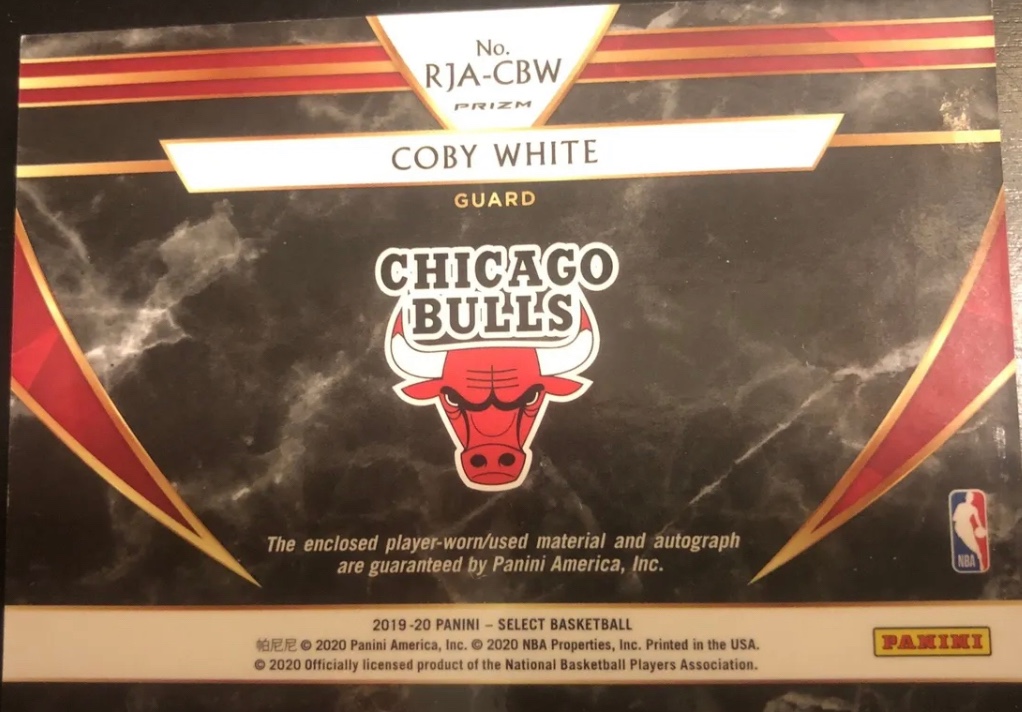 No.
RJA-CBW
PRIZM
COBY WHITE
GUARD
CHICAGO
BULLS
The enclosed player-worn/used material and autograph
are guaranteed by Panini America, Inc.
NBA
2019-20 PANINI – SELECT BASKETBALL
帕尼尼 © 2020 Panini America, Inc. © 2020 NBA Properties, Inc. Printed in the USA.
© 2020 Officially licensed product of the National Basketball Players Association.
PANINI